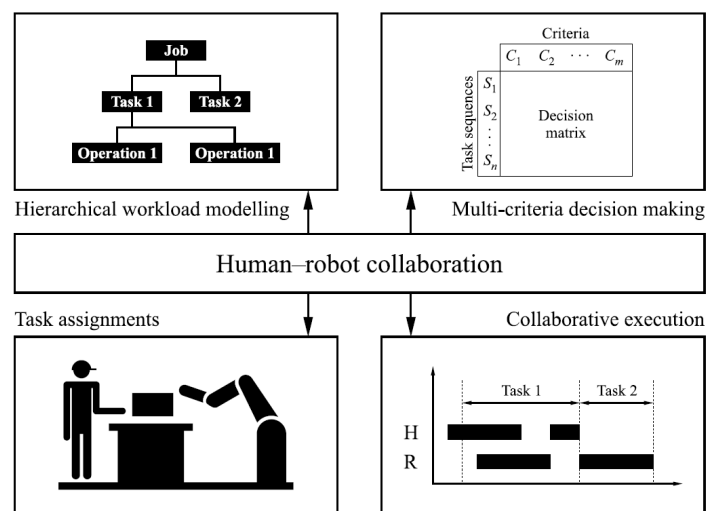 Job
Task 1
Task 2
Operation 1
Operation 1
Hierarchical workload modelling
Criteria
C1 C2 ··· Cm
Task sequences
S1
S2
⋮
Sn
Decision
matrix
Multi-criteria decision making
Human–robot collaboration
Task assignments
Collaborative execution
Task 1
Task 2
H
R